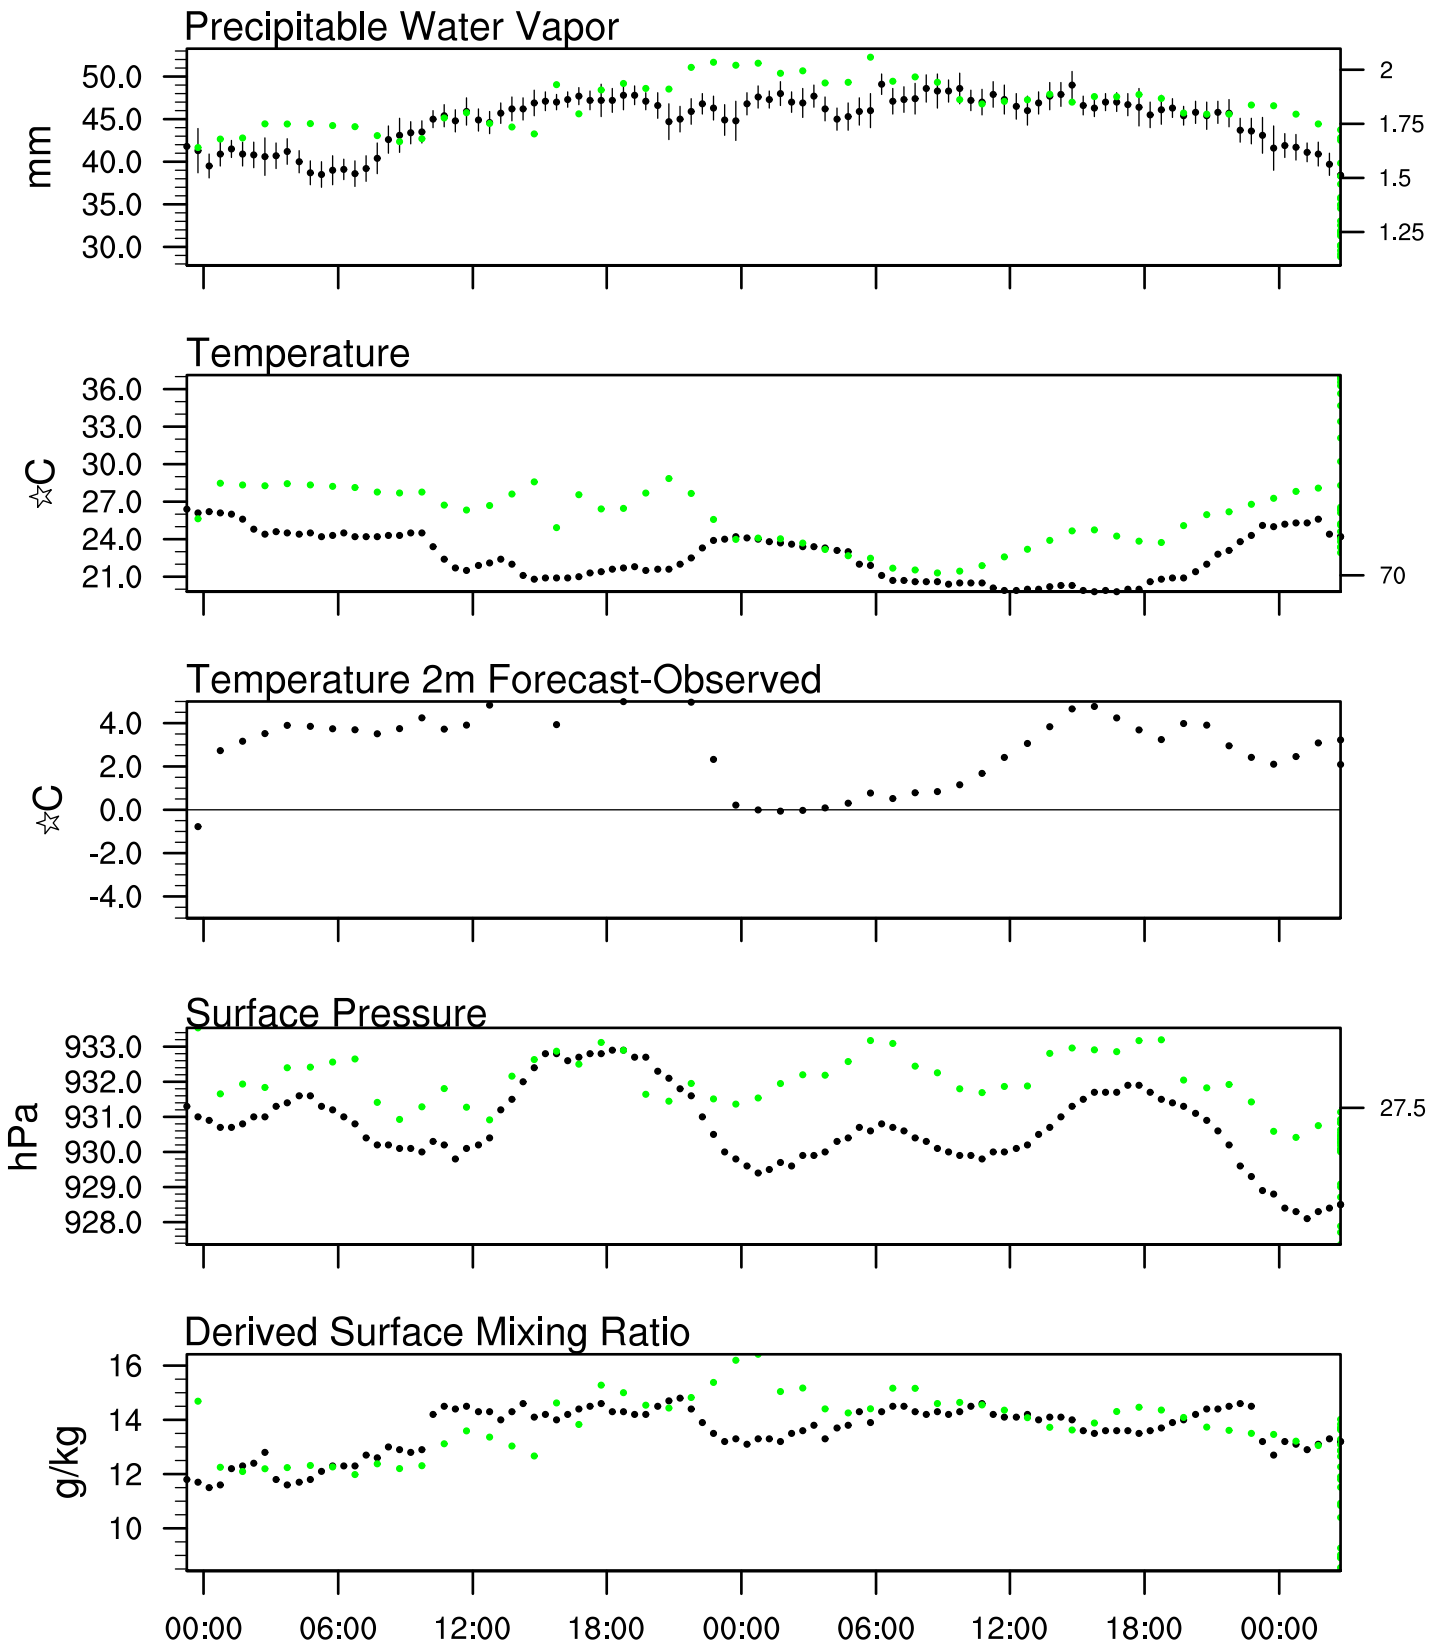 Precipitable Water Vapor
50.0
45.0
40.0
35.0
30.0
mm
2
1.75
1.5
1.25
Temperature
36.0
33.0
30.0
27.0
24.0
21.0
☆C
70
Temperature 2m Forecast-Observed
4.0
2.0
0.0
-2.0
-4.0
☆C
Surface Pressure
933.0
932.0
931.0
930.0
929.0
928.0
hPa
27.5
Derived Surface Mixing Ratio
16
14
12
10
g/kg
00:00 06:00 12:00 18:00 00:00 06:00 12:00 18:00 00:00